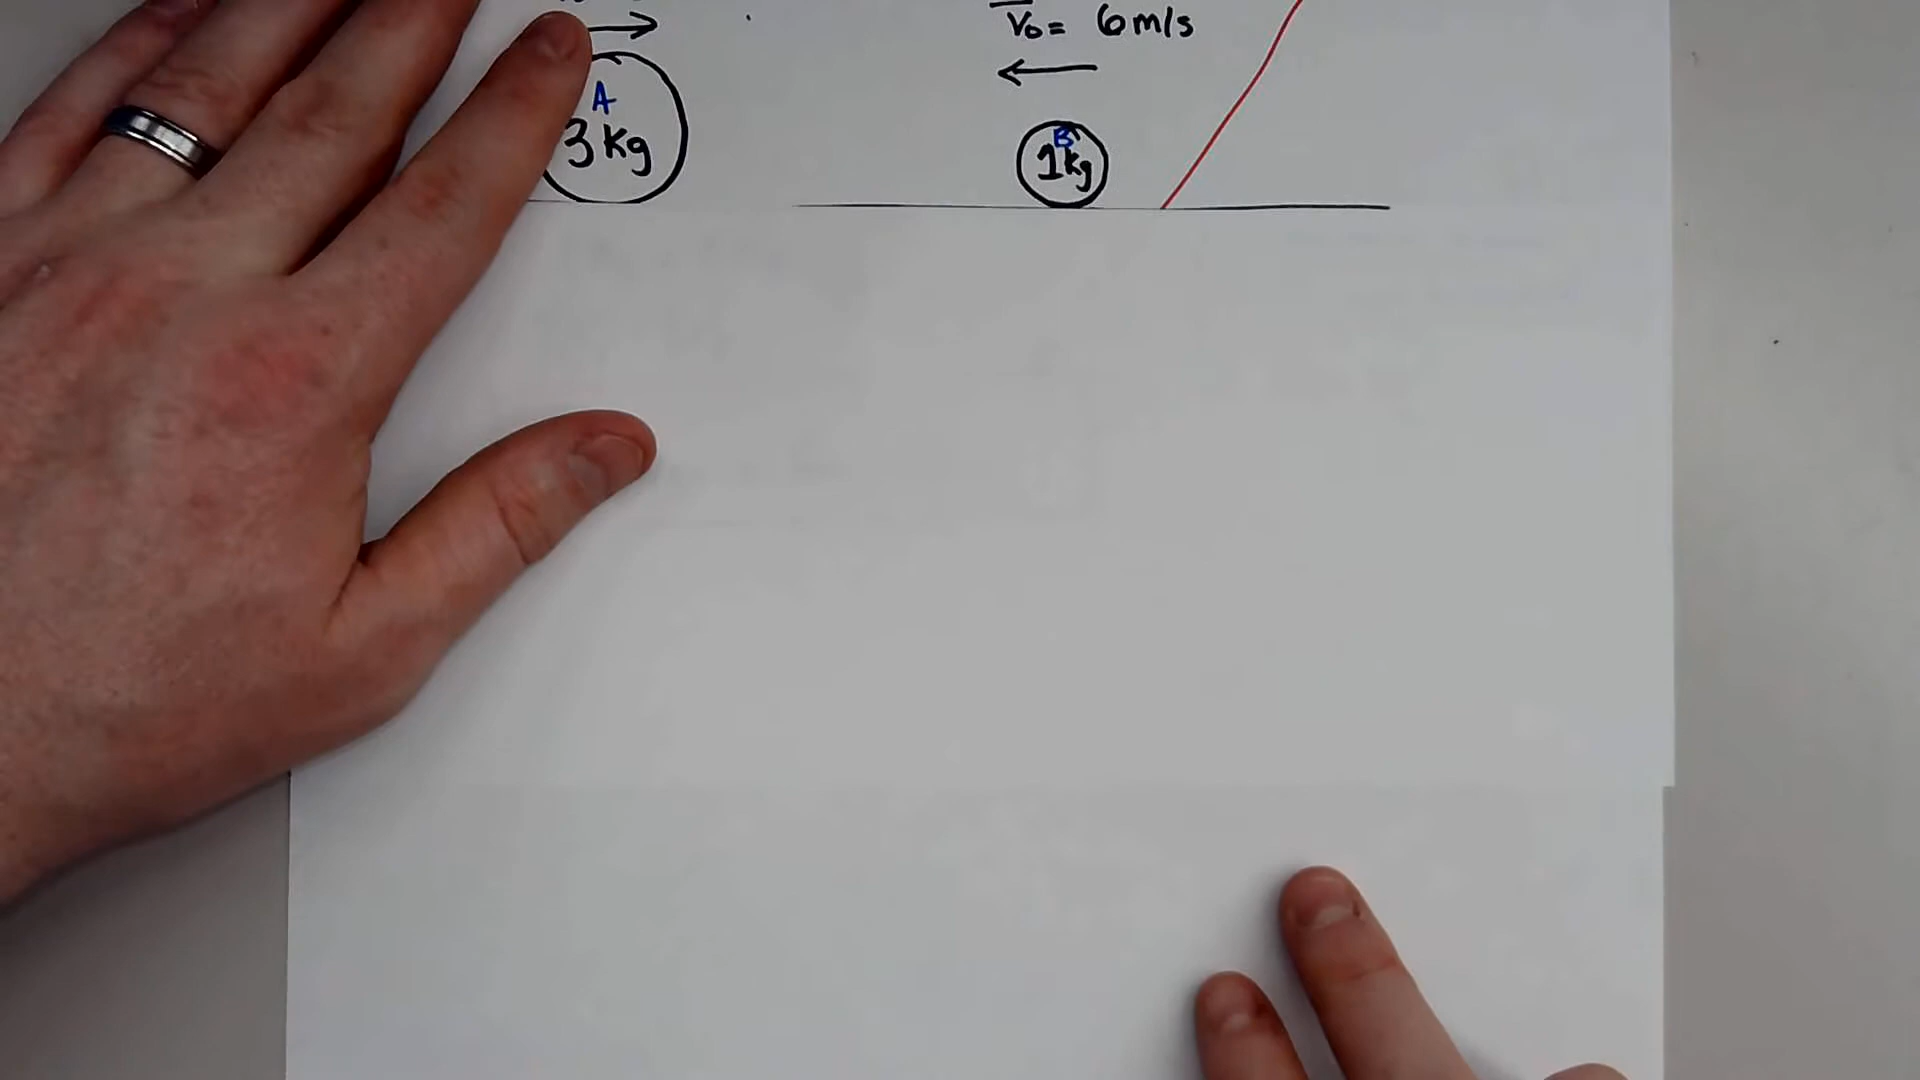 V₀ = 6 m/s
A
3 kg
B
1 kg